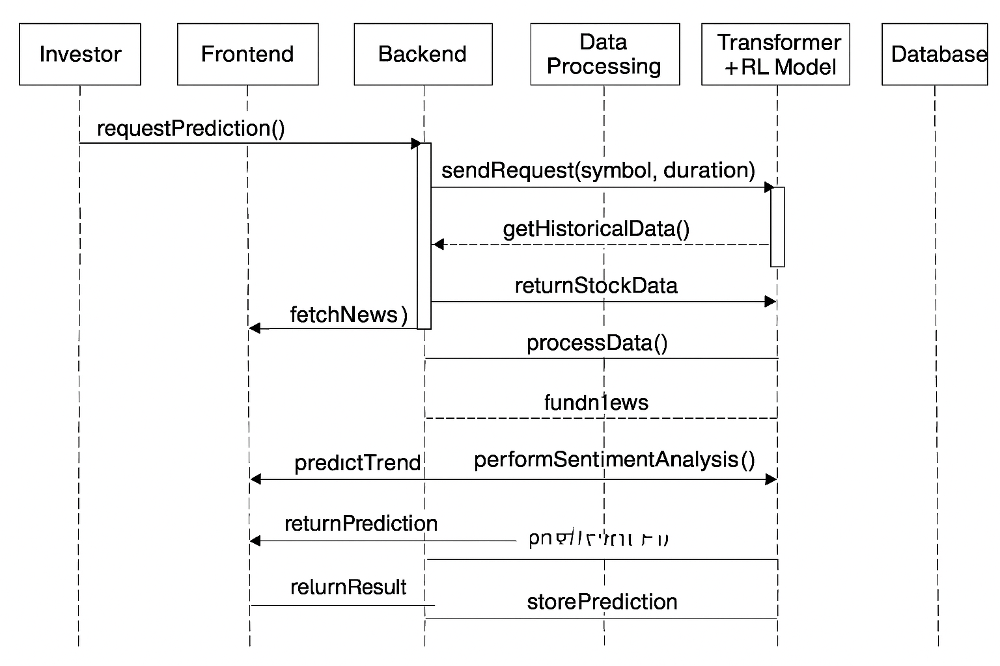 Investor
Frontend
Backend
Data
Processing
Transformer
+RL Model
Database
requestPrediction()
sendRequest(symbol, duration)
getHistoricalData()
returnStockData
fetchNews)
processData()
fundn1ews
predıctTrend
performSentimentAnalysis()
returnPrediction
relurnResult
storePrediction